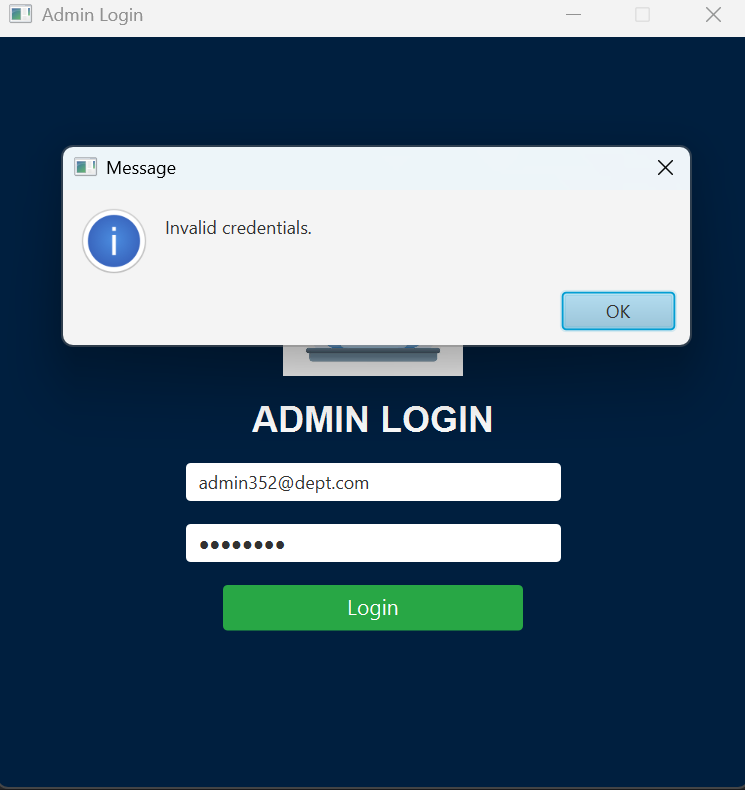 Admin Login
Message
i
Invalid credentials.
OK
ADMIN LOGIN
admin352@dept.com
●●●●●●●●
Login